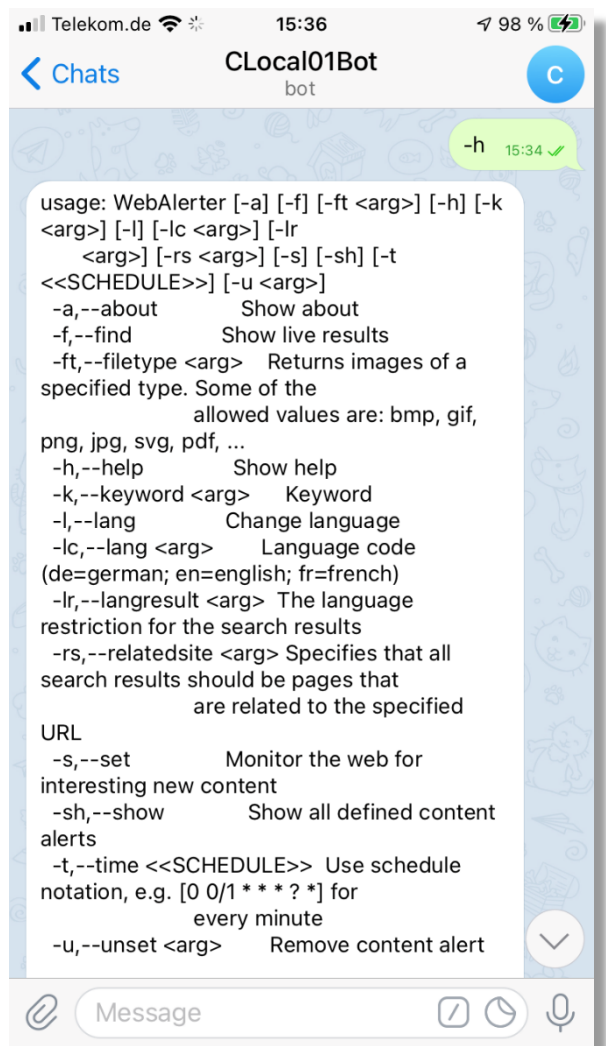 Telekom.de 15:36 98 %
Chats CLocal01Bot C
bot
-h 15:34
usage: WebAlerter [-a] [-f] [-ft <arg>] [-h] [-k
<arg>] [-l] [-lc <arg>] [-lr
<arg>] [-rs <arg>] [-s] [-sh] [-t
<<SCHEDULE>>] [-u <arg>]
-a,--about Show about
-f,--find Show live results
-ft,--filetype <arg> Returns images of a
specified type. Some of the
allowed values are: bmp, gif,
png, jpg, svg, pdf, ...
-h,--help Show help
-k,--keyword <arg> Keyword
-l,--lang Change language
-lc,--lang <arg> Language code
(de=german; en=english; fr=french)
-lr,--langresult <arg> The language
restriction for the search results
-rs,--relatedsite <arg> Specifies that all
search results should be pages that
are related to the specified
URL
-s,--set Monitor the web for
interesting new content
-sh,--show Show all defined content
alerts
-t,--time <<SCHEDULE>> Use schedule
notation, e.g. [0 0/1 * * * ? *] for
every minute
-u,--unset <arg> Remove content alert
Message